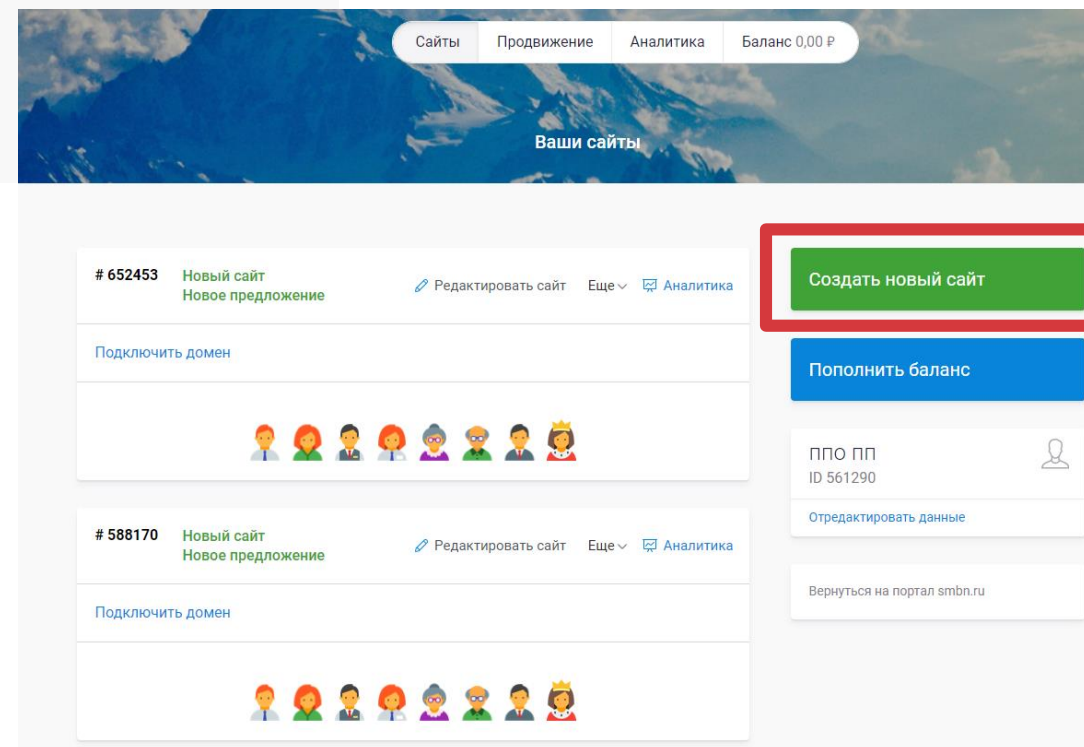 Сайты Продвижение Аналитика Баланс 0,00 ₽
Ваши сайты
# 652453 Новый сайт Редактировать сайт Еще Аналитика
Новое предложение
Подключить домен
# 588170 Новый сайт Редактировать сайт Еще Аналитика
Новое предложение
Подключить домен
Создать новый сайт
Пополнить баланс
ППО ПП
ID 561290
Отредактировать данные
Вернуться на портал smbn.ru